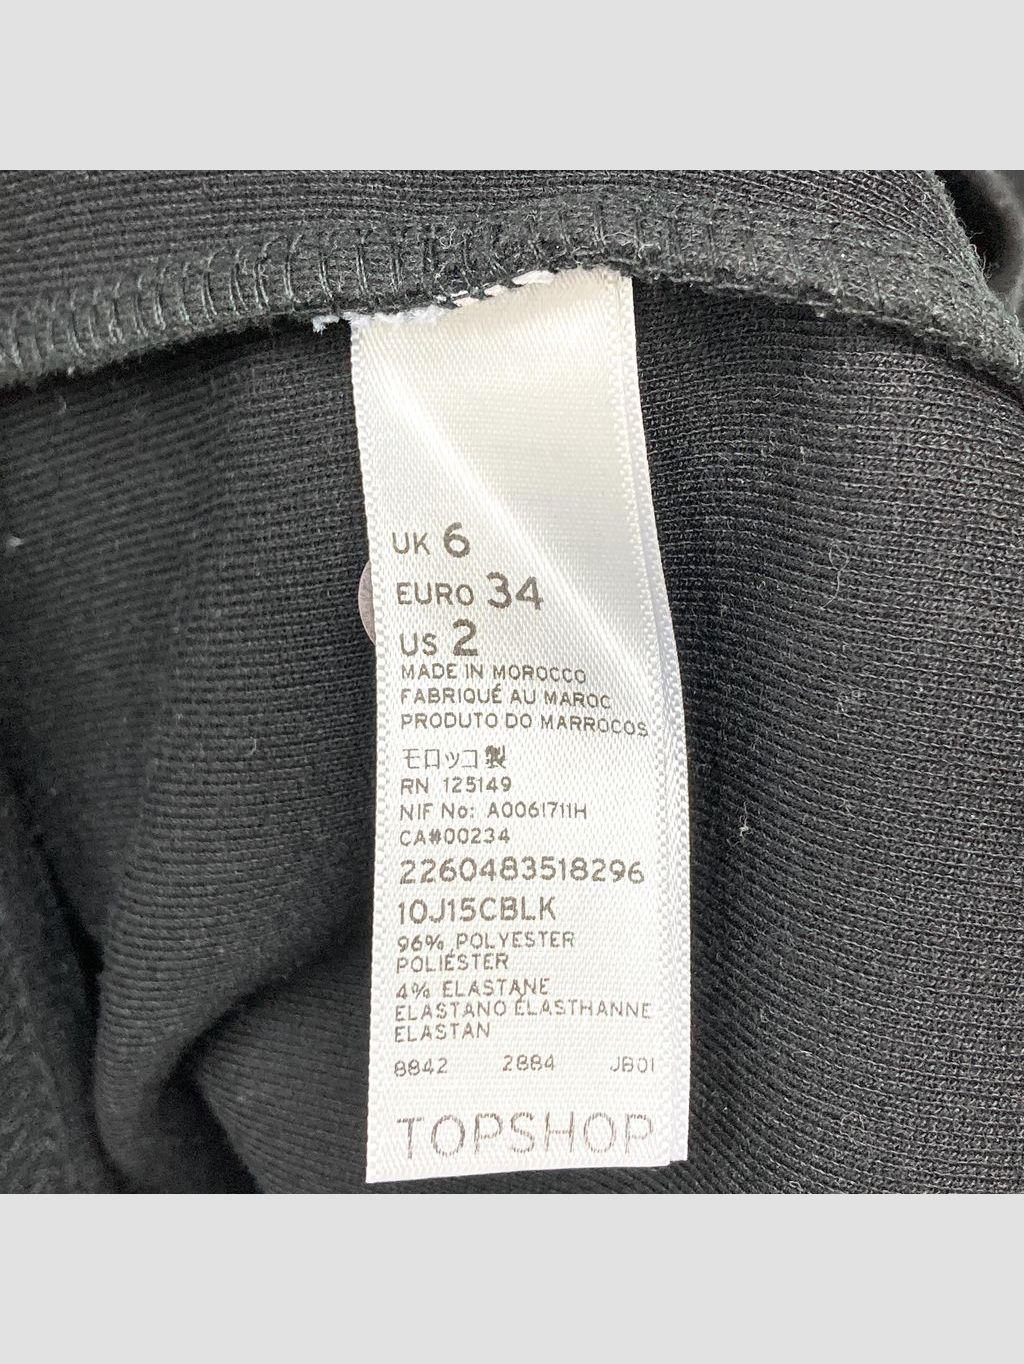 UK 6
EURO 34
US 2
MADE IN MOROCCO
FABRIQUÉ AU MAROC
PRODUTO DO MARROCOS
モロッコ製
RN 125149
NIF No: A0061711H
CA#00234
2260483518296
10J15CBLK
96% POLYESTER
POLIÉSTER
4% ELASTANE
ELASTANO ÉLASTHANNE
ELASTAN
8842 2884 JB01
TOPSHOP